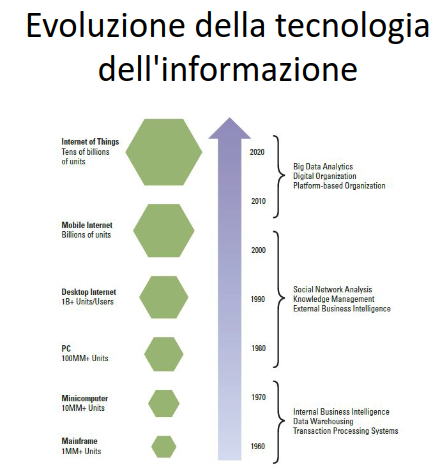 Evoluzione della tecnologia
dell'informazione
Internet of Things
Tens of billions
of units
2020
Big Data Analytics
Digital Organization
Platform-based Organization
2010
Mobile Internet
Billions of units
2000
Desktop Internet
1B+ Units/Users
1990
Social Network Analysis
Knowledge Management
External Business Intelligence
PC
100MM+ Units
1980
Minicomputer
10MM+ Units
1970
Internal Business Intelligence
Data Warehousing
Transaction Processing Systems
Mainframe
1MM+ Units
1960